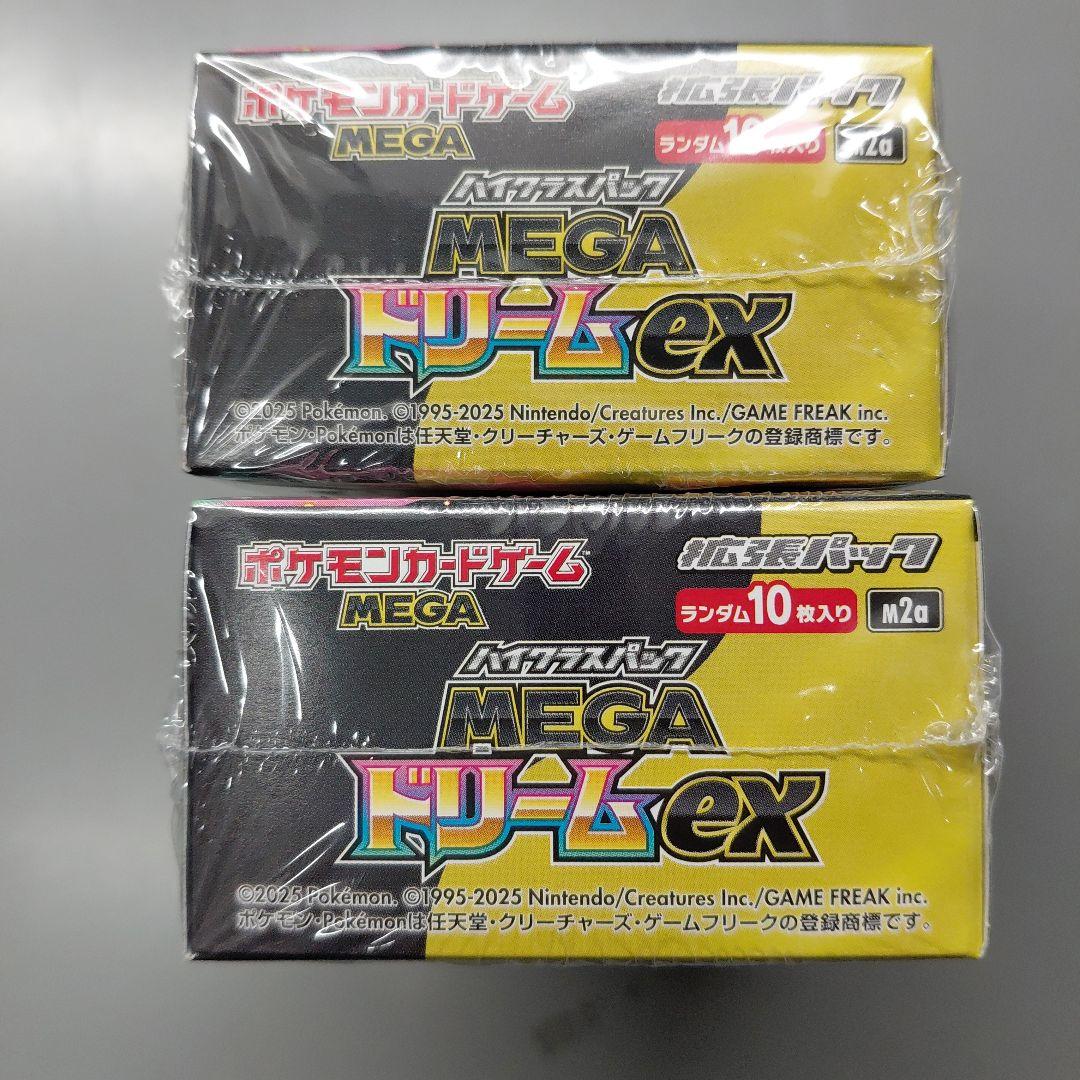 ポケモンカードゲーム
MEGA
拡張パック
ランダム10枚入り M2a
ハイクラスパック
MEGA
ドリームex
©2025 Pokémon. ©1995-2025 Nintendo/Creatures Inc./GAME FREAK inc.
ポケモン・Pokémonは任天堂・クリーチャーズ・ゲームフリークの登録商標です。
ポケモンカードゲーム
MEGA
拡張パック
ランダム10枚入り M2a
ハイクラスパック
MEGA
ドリームex
©2025 Pokémon. ©1995-2025 Nintendo/Creatures Inc./GAME FREAK inc.
ポケモン・Pokémonは任天堂・クリーチャーズ・ゲームフリークの登録商標です。